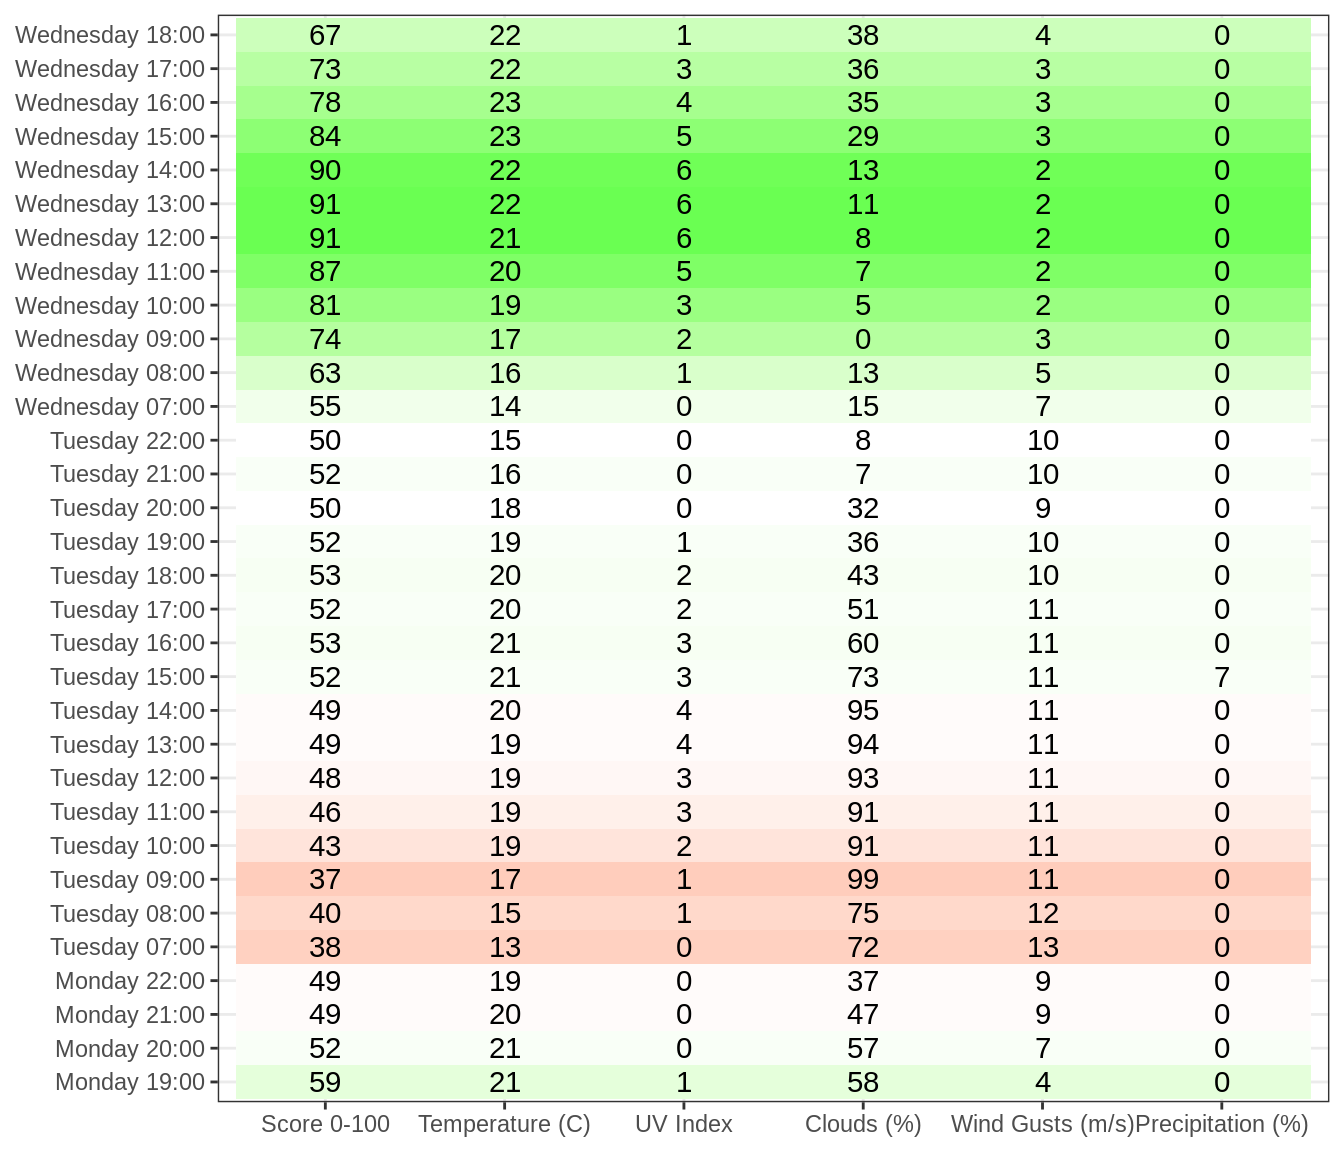 Wednesday 18:00 67 22 1 38 4 0
Wednesday 17:00 73 22 3 36 3 0
Wednesday 16:00 78 23 4 35 3 0
Wednesday 15:00 84 23 5 29 3 0
Wednesday 14:00 90 22 6 13 2 0
Wednesday 13:00 91 22 6 11 2 0
Wednesday 12:00 91 21 6 8 2 0
Wednesday 11:00 87 20 5 7 2 0
Wednesday 10:00 81 19 3 5 2 0
Wednesday 09:00 74 17 2 0 3 0
Wednesday 08:00 63 16 1 13 5 0
Wednesday 07:00 55 14 0 15 7 0
Tuesday 22:00 50 15 0 8 10 0
Tuesday 21:00 52 16 0 7 10 0
Tuesday 20:00 50 18 0 32 9 0
Tuesday 19:00 52 19 1 36 10 0
Tuesday 18:00 53 20 2 43 10 0
Tuesday 17:00 52 20 2 51 11 0
Tuesday 16:00 53 21 3 60 11 0
Tuesday 15:00 52 21 3 73 11 7
Tuesday 14:00 49 20 4 95 11 0
Tuesday 13:00 49 19 4 94 11 0
Tuesday 12:00 48 19 3 93 11 0
Tuesday 11:00 46 19 3 91 11 0
Tuesday 10:00 43 19 2 91 11 0
Tuesday 09:00 37 17 1 99 11 0
Tuesday 08:00 40 15 1 75 12 0
Tuesday 07:00 38 13 0 72 13 0
Monday 22:00 49 19 0 37 9 0
Monday 21:00 49 20 0 47 9 0
Monday 20:00 52 21 0 57 7 0
Monday 19:00 59 21 1 58 4 0
Score 0-100 Temperature (C) UV Index Clouds (%) Wind Gusts (m/s) Precipitation (%)